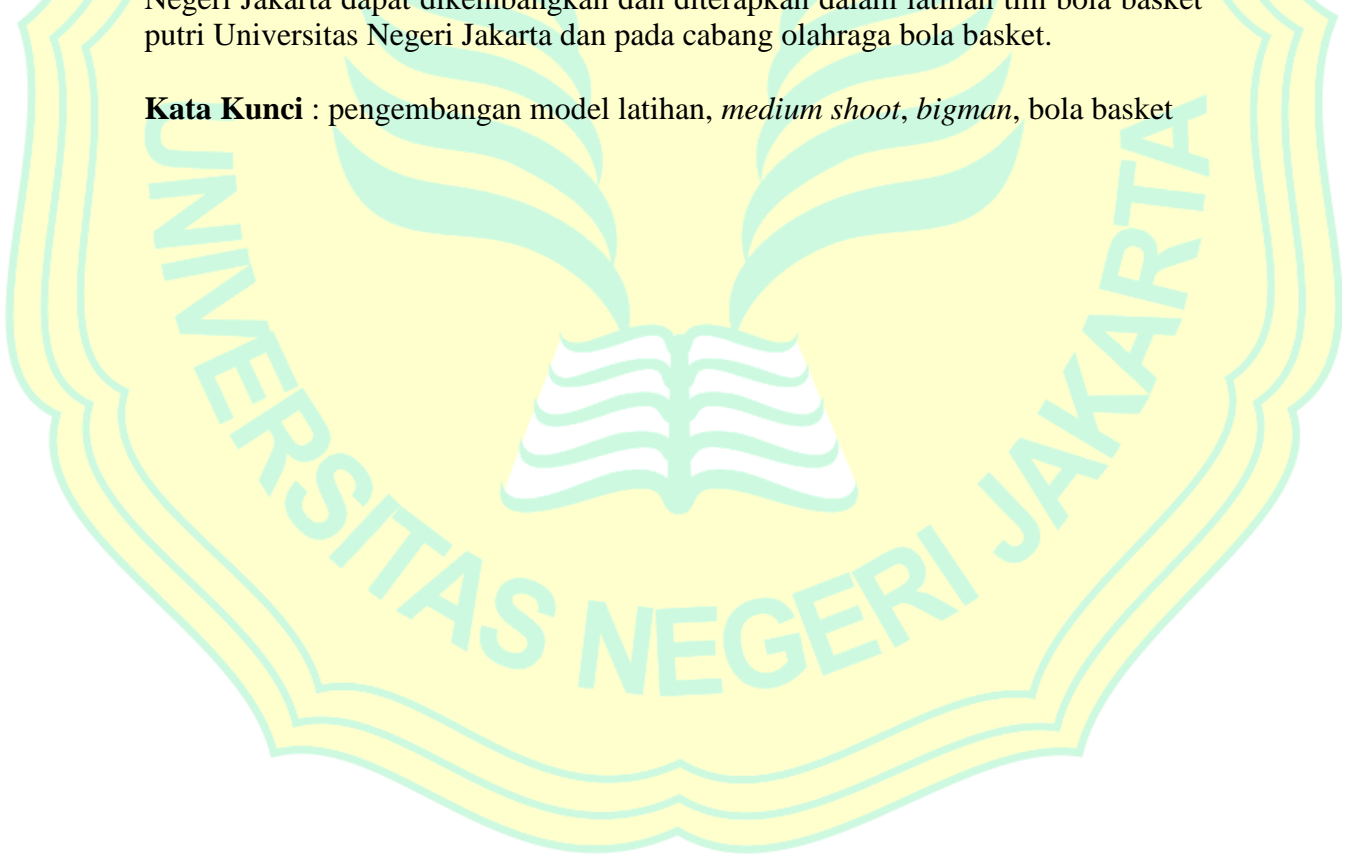 Negeri Jakarta dapat dikembangkan dan diterapkan dalam latihan tim bola basket
putri Universitas Negeri Jakarta dan pada cabang olahraga bola basket.
Kata Kunci : pengembangan model latihan, medium shoot, bigman, bola basket
UNIVERSITAS NEGERI JAKARTA